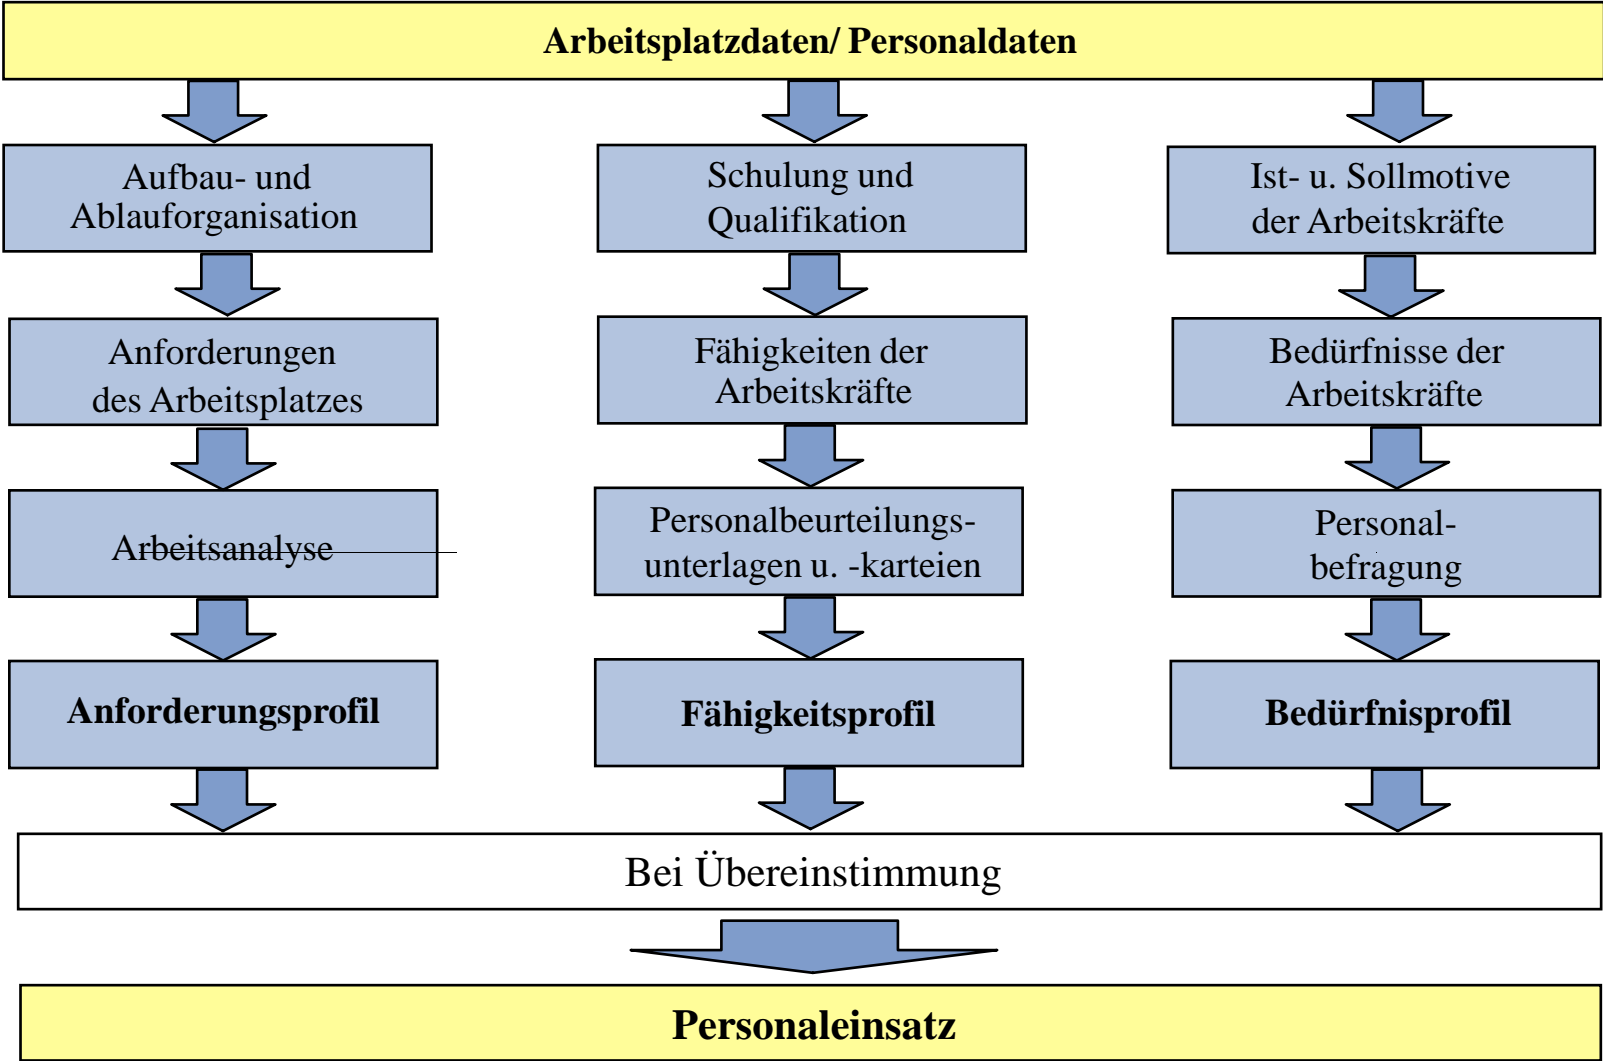 Arbeitsplatzdaten/ Personaldaten
Aufbau- und
Ablauforganisation
Schulung und
Qualifikation
Ist- u. Sollmotive
der Arbeitskräfte
Anforderungen
des Arbeitsplatzes
Fähigkeiten der
Arbeitskräfte
Bedürfnisse der
Arbeitskräfte
Arbeitsanalyse
Personalbeurteilungs-
unterlagen u. -karteien
Personal-
befragung
Anforderungsprofil
Fähigkeitsprofil
Bedürfnisprofil
Bei Übereinstimmung
Personaleinsatz